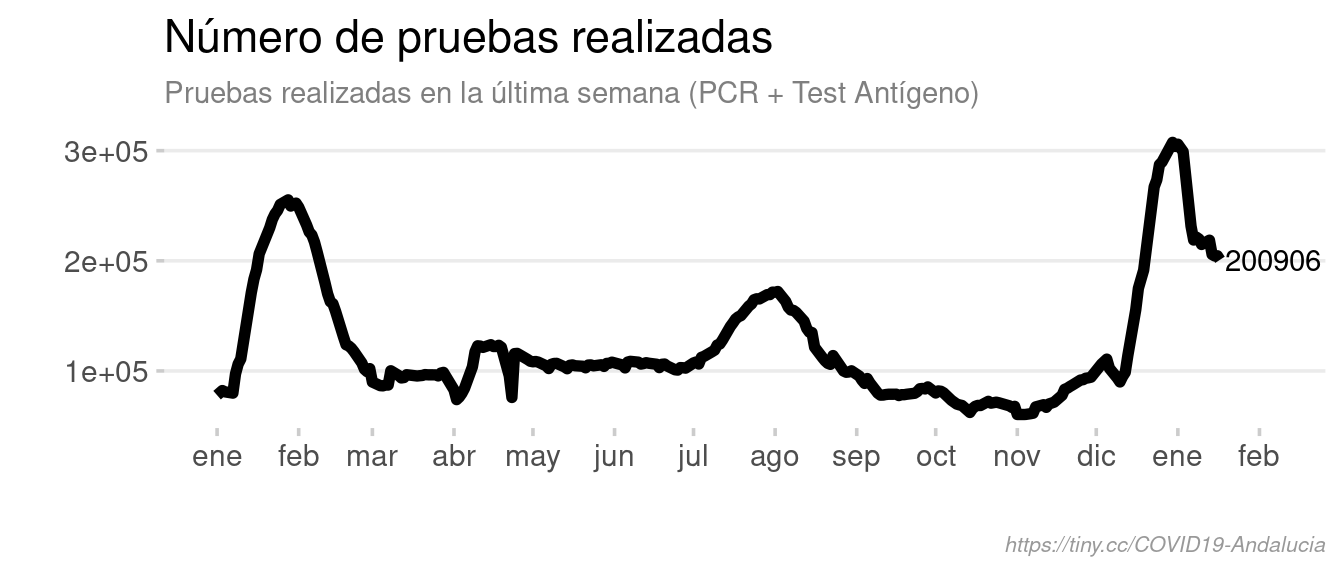 Número de pruebas realizadas
Pruebas realizadas en la última semana (PCR + Test Antígeno)
3e+05
2e+05
200906
1e+05
ene feb mar abr may jun jul ago sep oct nov dic ene feb
https://tiny.cc/COVID19-Andalucia